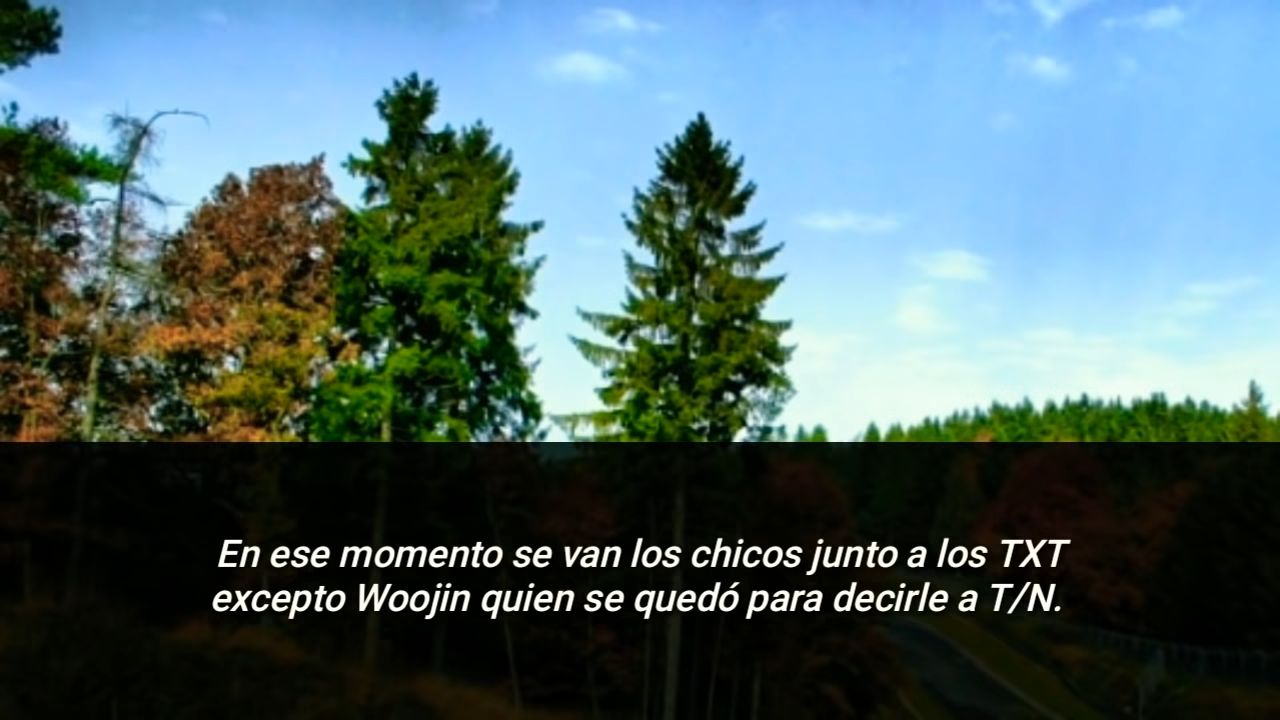 En ese momento se van los chicos junto a los TXT
excepto Woojin quien se quedó para decirle a T/N.